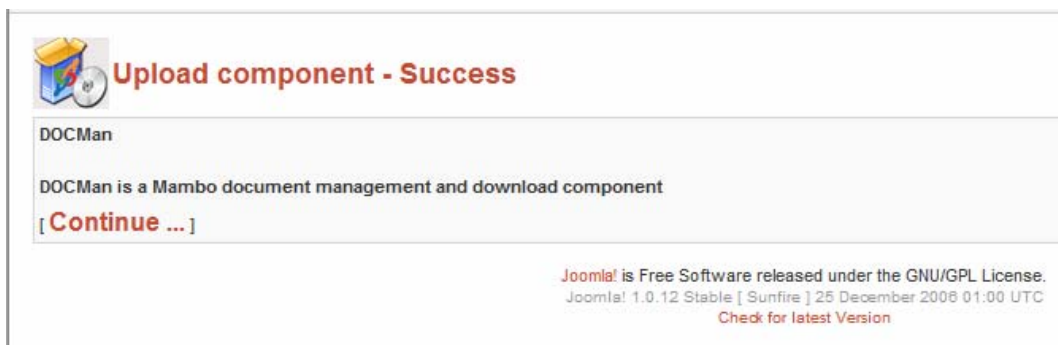 Upload component - Success
DOCMan
DOCMan is a Mambo document management and download component
[ Continue ... ]
Joomla! is Free Software released under the GNU/GPL License.
Joomla! 1.0.12 Stable [ Sunfire ] 25 December 2006 01:00 UTC
Check for latest Version